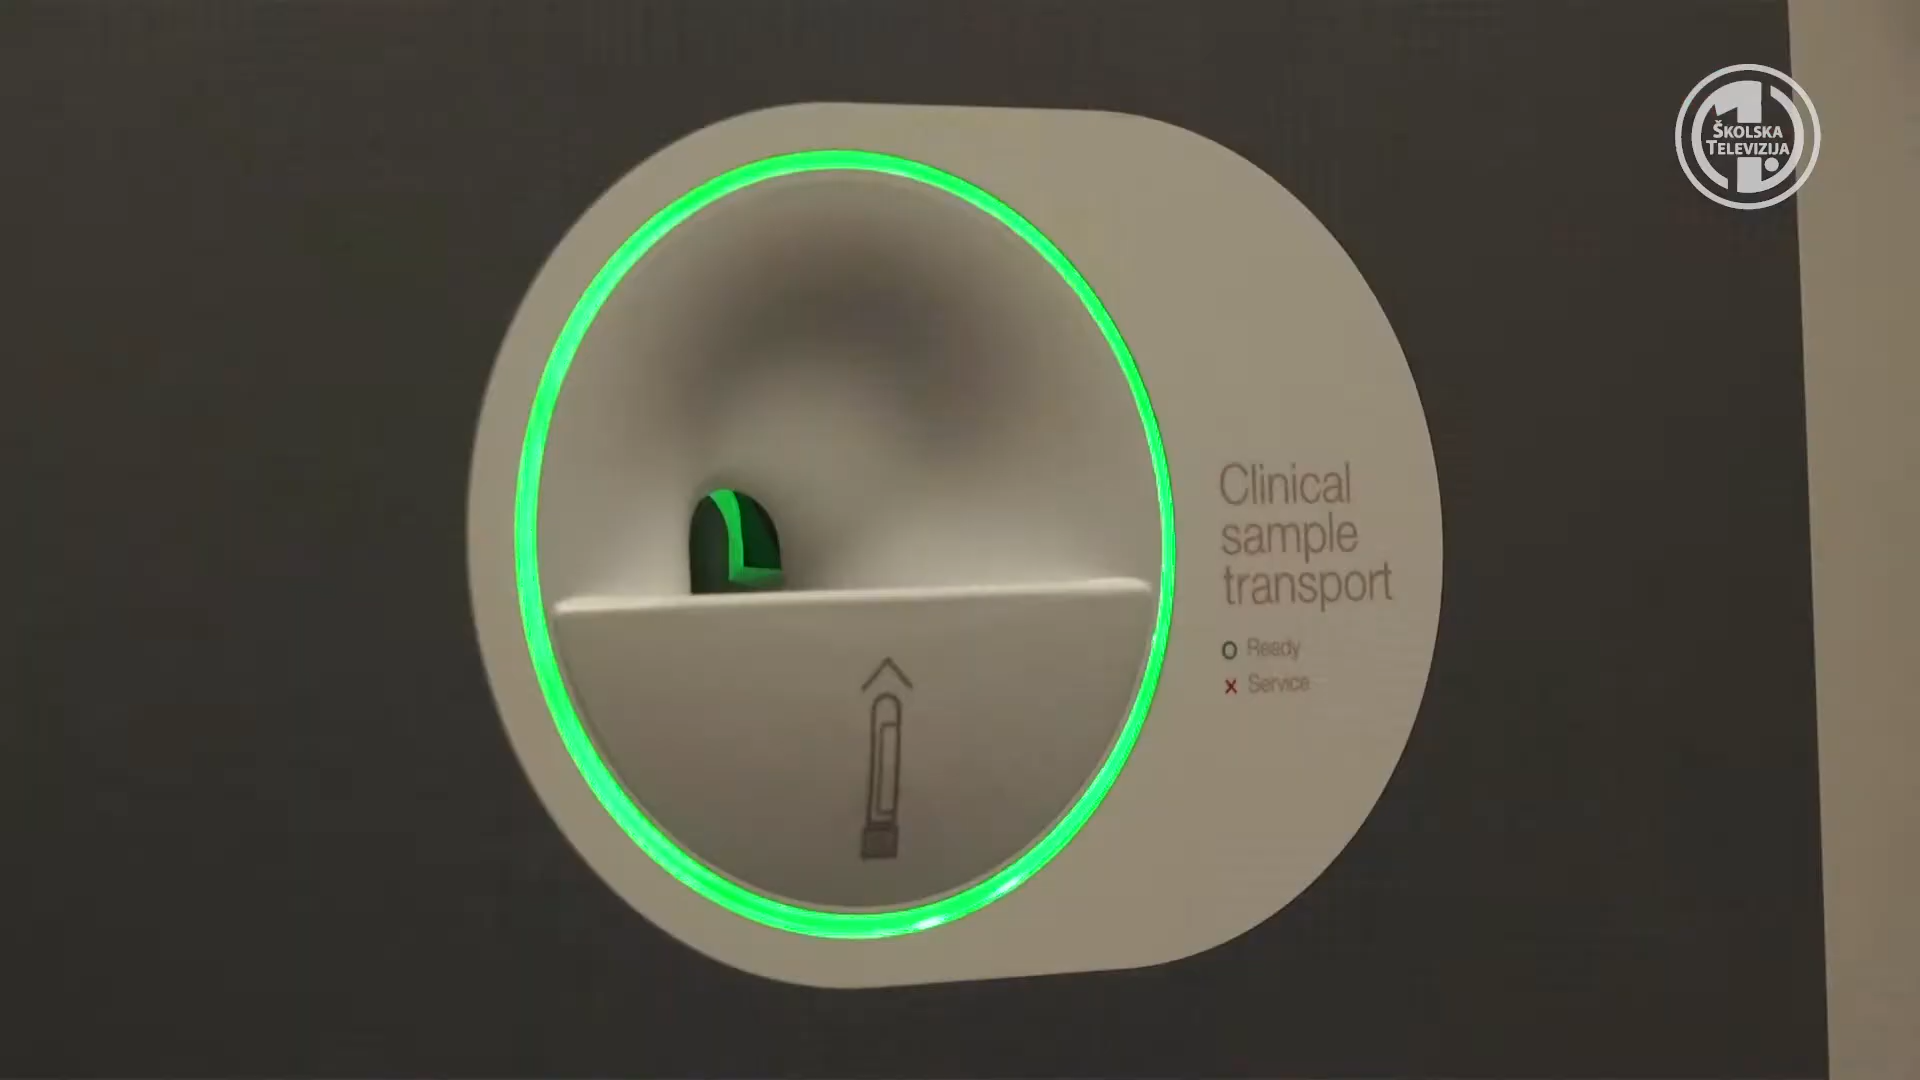 ŠKOLSKA
TELEVIZIJA
Clinical
sample
transport
O Ready
X Service